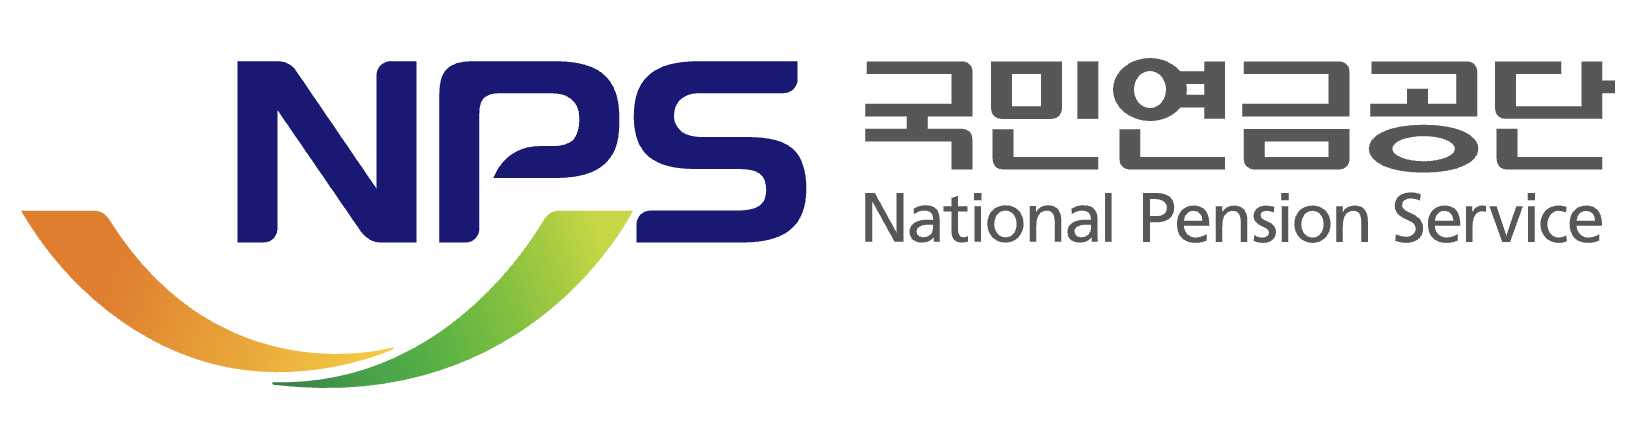 NPS
국민연금공단
National Pension Service